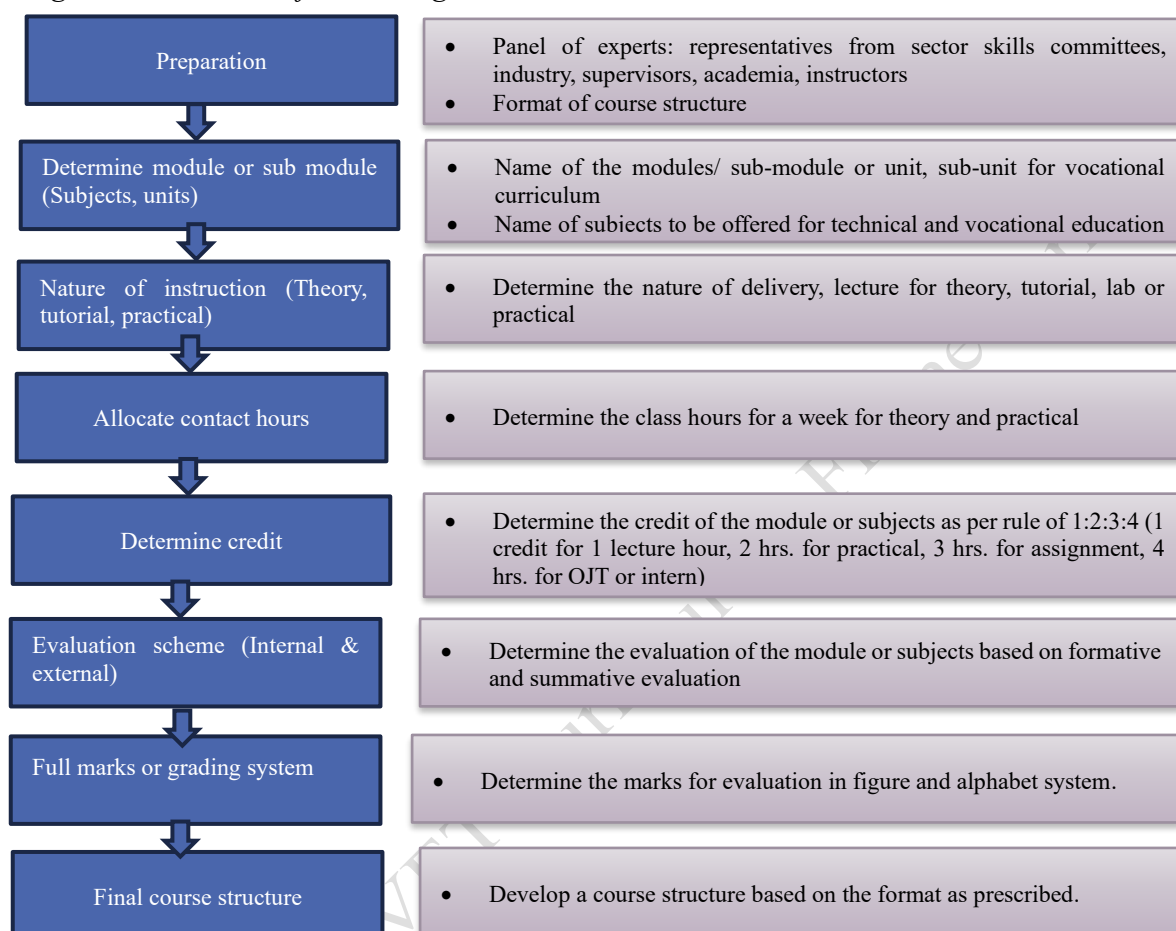 Preparation
• Panel of experts: representatives from sector skills committees,
industry, supervisors, academia, instructors
• Format of course structure
Determine module or sub module
(Subjects, units)
• Name of the modules/ sub-module or unit, sub-unit for vocational
curriculum
• Name of subjects to be offered for technical and vocational education
Nature of instruction (Theory,
tutorial, practical)
• Determine the nature of delivery, lecture for theory, tutorial, lab or
practical
Allocate contact hours
• Determine the class hours for a week for theory and practical
Determine credit
• Determine the credit of the module or subjects as per rule of 1:2:3:4 (1
credit for 1 lecture hour, 2 hrs. for practical, 3 hrs. for assignment, 4
hrs. for OJT or intern)
Evaluation scheme (Internal &
external)
• Determine the evaluation of the module or subjects based on formative
and summative evaluation
Full marks or grading system
• Determine the marks for evaluation in figure and alphabet system.
Final course structure
• Develop a course structure based on the format as prescribed.